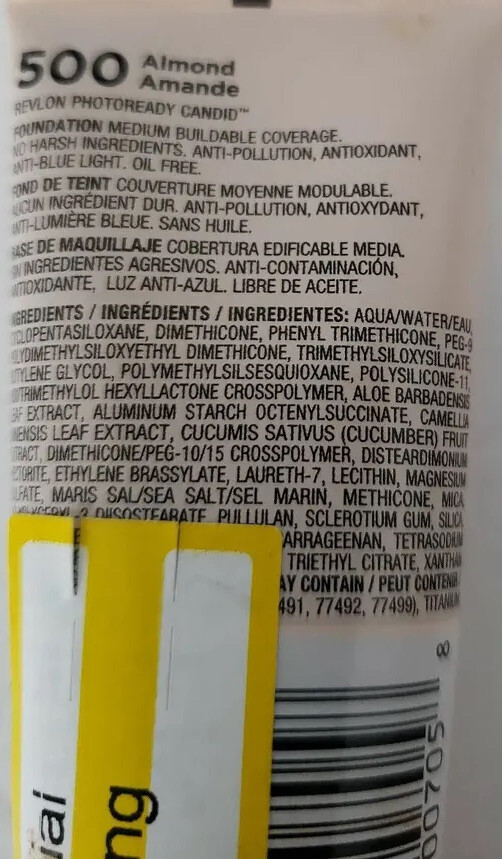 500 Almond
Amande
REVLON PHOTOREADY CANDID™
FOUNDATION MEDIUM BUILDABLE COVERAGE.
NO HARSH INGREDIENTS. ANTI-POLLUTION, ANTIOXIDANT,
ANTI-BLUE LIGHT. OIL FREE.
FOND DE TEINT COUVERTURE MOYENNE MODULABLE.
AUCUN INGRÉDIENT DUR. ANTI-POLLUTION, ANTIOXYDANT,
ANTI-LUMIÈRE BLEUE. SANS HUILE.
BASE DE MAQUILLAJE COBERTURA EDIFICABLE MEDIA.
SIN INGREDIENTES AGRESIVOS. ANTI-CONTAMINACIÓN,
ANTIOXIDANTE, LUZ ANTI-AZUL. LIBRE DE ACEITE.
INGREDIENTS / INGRÉDIENTS / INGREDIENTES: AQUA/WATER/EAU,
CYCLOPENTASILOXANE, DIMETHICONE, PHENYL TRIMETHICONE, PEG-9
POLYDIMETHYLSILOXYETHYL DIMETHICONE, TRIMETHYLSILOXYSILICATE,
BUTYLENE GLYCOL, POLYMETHYLSILSESQUIOXANE, POLYSILICONE-11,
TRIMETHYLOL HEXYLLACTONE CROSSPOLYMER, ALOE BARBADENSIS
LEAF EXTRACT, ALUMINUM STARCH OCTENYLSUCCINATE, CAMELLIA
SINENSIS LEAF EXTRACT, CUCUMIS SATIVUS (CUCUMBER) FRUIT
EXTRACT, DIMETHICONE/PEG-10/15 CROSSPOLYMER, DISTEARDIMONIUM
HECTORITE, ETHYLENE BRASSYLATE, LAURETH-7, LECITHIN, MAGNESIUM
SULFATE, MARIS SAL/SEA SALT/SEL MARIN, METHICONE, MICA,
DIISOSTEARATE, PULLULAN, SCLEROTIUM GUM, SILICA,
CARRAGEENAN, TETRASODIUM
TRIETHYL CITRATE, XANTHAN
MAY CONTAIN / PEUT CONTENIR
491, 77492, 77499), TITANIUM
8
00705
iai
ng